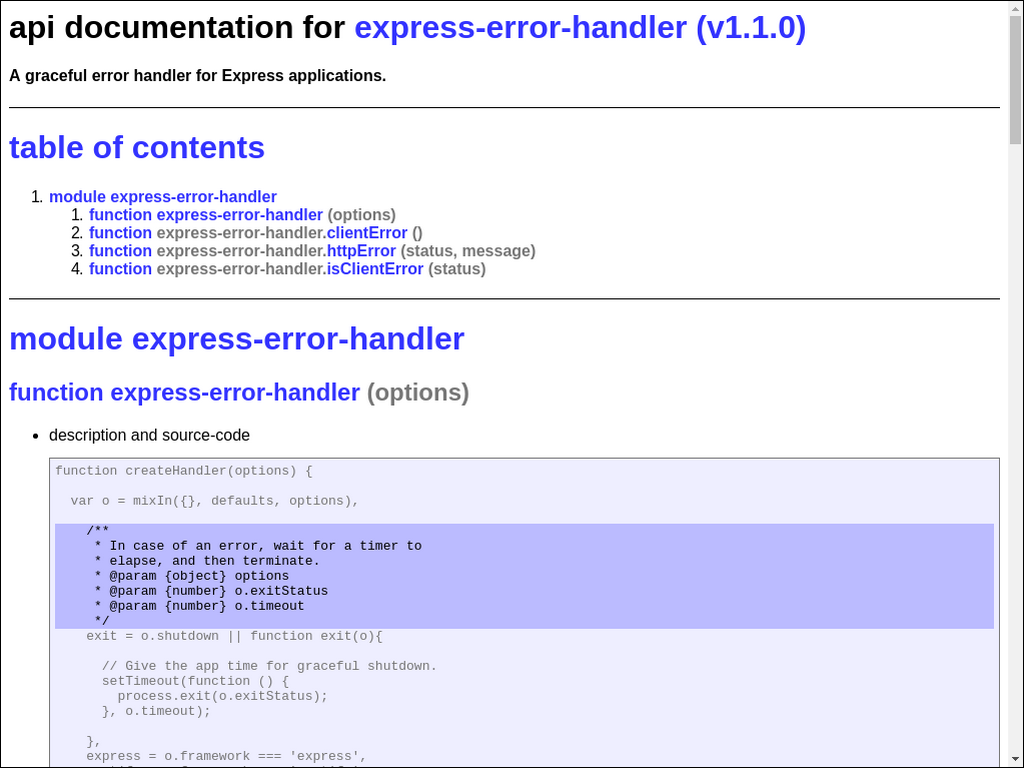 api documentation for express-error-handler (v1.1.0)
A graceful error handler for Express applications.
table of contents
1. module express-error-handler
1. function express-error-handler (options)
2. function express-error-handler.clientError ()
3. function express-error-handler.httpError (status, message)
4. function express-error-handler.isClientError (status)
module express-error-handler
function express-error-handler (options)
• description and source-code
function createHandler(options) {
var o = mixIn({}, defaults, options),
/**
* In case of an error, wait for a timer to
* elapse, and then terminate.
* @param {object} options
* @param {number} o.exitStatus
* @param {number} o.timeout
*/
exit = o.shutdown || function exit(o){
// Give the app time for graceful shutdown.
setTimeout(function () {
process.exit(o.exitStatus);
}, o.timeout);
},
express = o.framework === 'express',